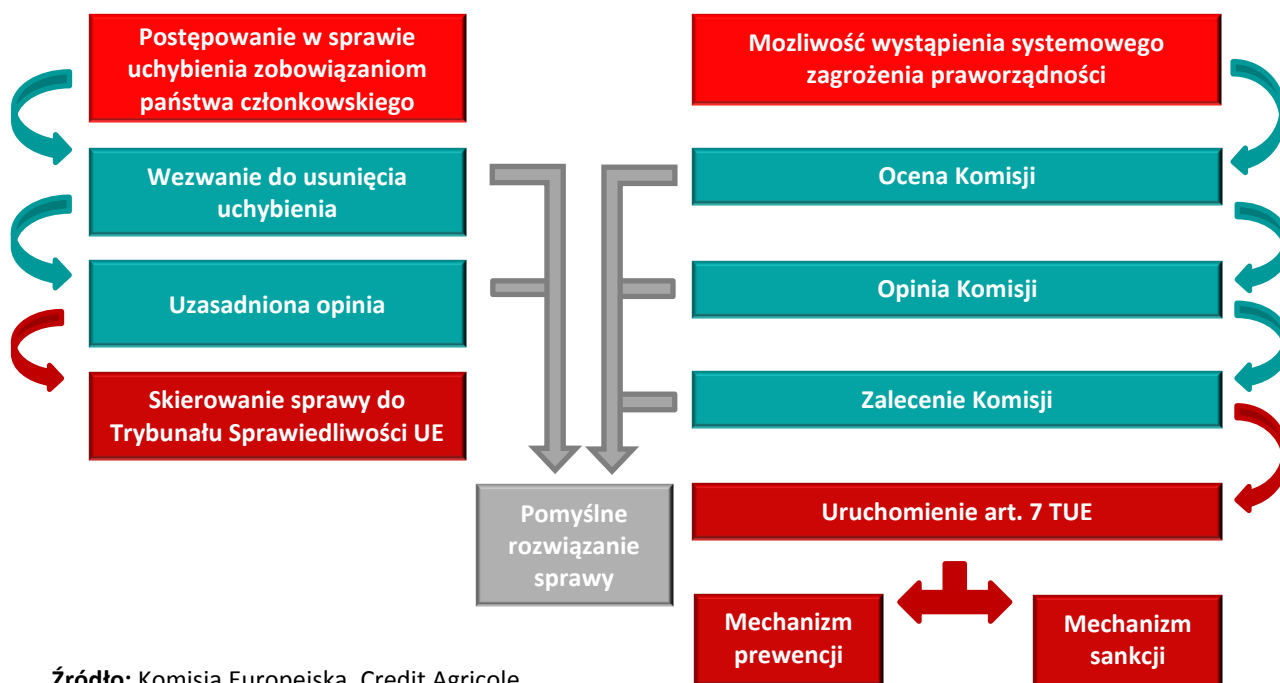 Postępowanie w sprawie
uchybienia zobowiązaniom
państwa członkowskiego
Wezwanie do usunięcia
uchybienia
Uzasadniona opinia
Skierowanie sprawy do
Trybunału Sprawiedliwości UE
Mozliwość wystąpienia systemowego
zagrożenia praworządności
Ocena Komisji
Opinia Komisji
Zalecenie Komisji
Uruchomienie art. 7 TUE
Pomyślne
rozwiązanie
sprawy
Mechanizm
prewencji
Mechanizm
sankcji
Źródło: Komisja Europejska, Credit Agricole